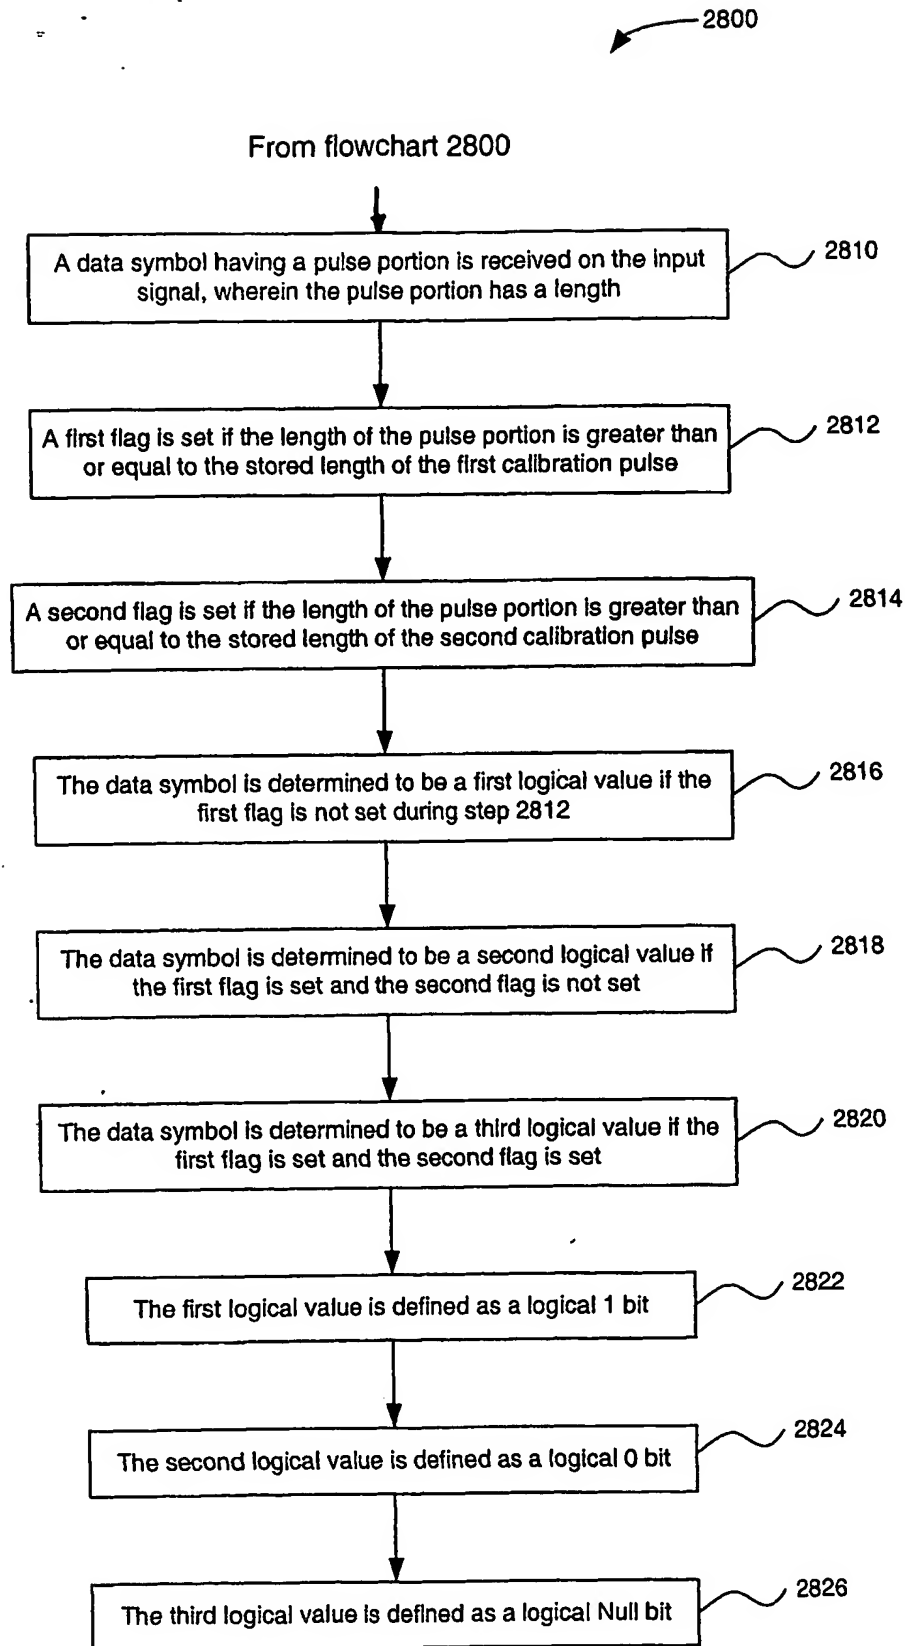 2800
From flowchart 2800
A data symbol having a pulse portion is received on the input
signal, wherein the pulse portion has a length
2810
A first flag is set if the length of the pulse portion is greater than
or equal to the stored length of the first calibration pulse
2812
A second flag is set if the length of the pulse portion is greater than
or equal to the stored length of the second calibration pulse
2814
The data symbol is determined to be a first logical value if the
first flag is not set during step 2812
2816
The data symbol is determined to be a second logical value if
the first flag is set and the second flag is not set
2818
The data symbol is determined to be a third logical value if the
first flag is set and the second flag is set
2820
The first logical value is defined as a logical 1 bit
2822
The second logical value is defined as a logical 0 bit
2824
The third logical value is defined as a logical Null bit
2826